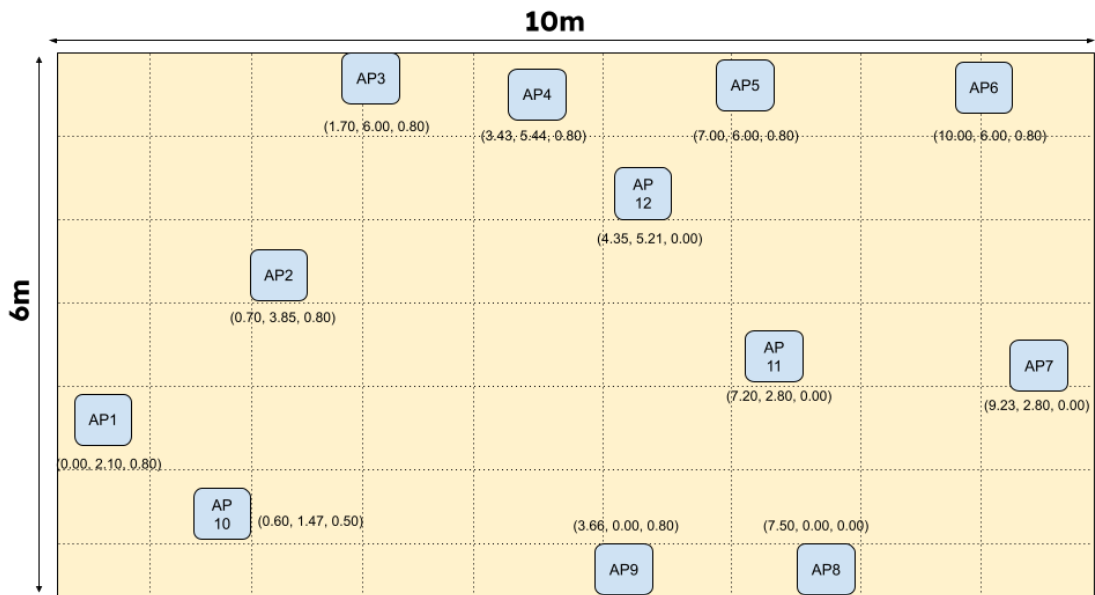 10m
6m
AP3
(1.70, 6.00, 0.80)
AP4
(3.43, 5.44, 0.80)
AP5
(7.00, 6.00, 0.80)
AP6
(10.00, 6.00, 0.80)
AP
12
(4.35, 5.21, 0.00)
AP2
(0.70, 3.85, 0.80)
AP
11
(7.20, 2.80, 0.00)
AP7
(9.23, 2.80, 0.00)
AP1
(0.00, 2.10, 0.80)
AP
10
(0.60, 1.47, 0.50)
(3.66, 0.00, 0.80)
AP9
(7.50, 0.00, 0.00)
AP8